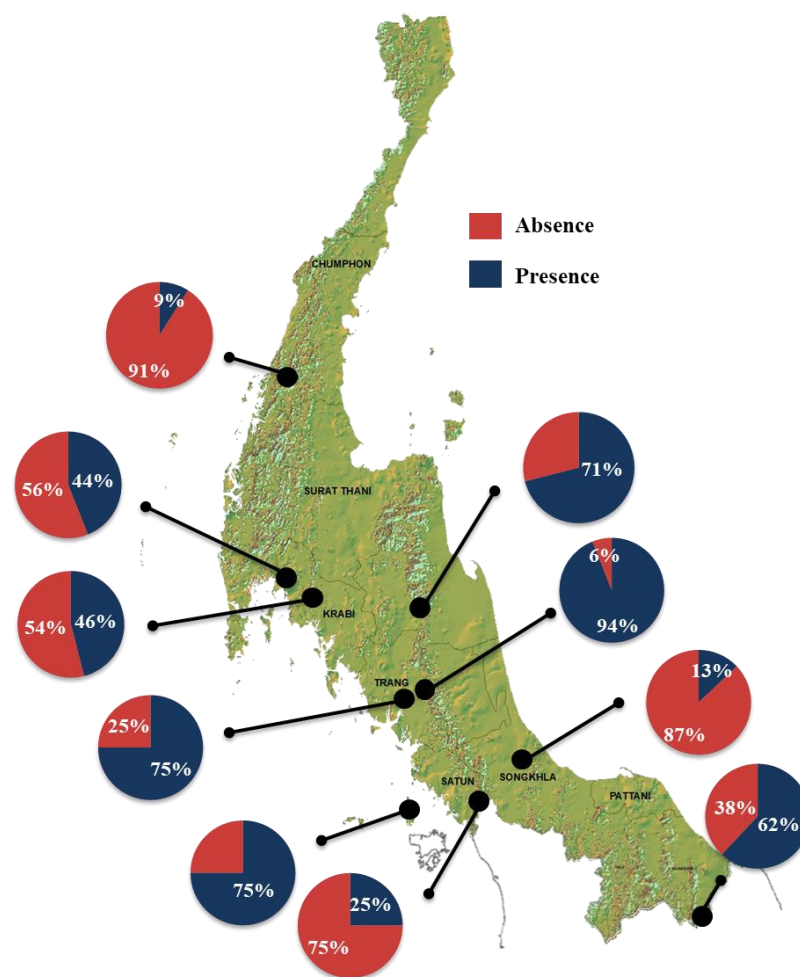 Absence
Presence
CHUMPHON
9%
91%
SURAT THANI
56%
44%
71%
6%
94%
54%
46%
KRABI
TRANG
13%
87%
25%
75%
SATUN
SONGKHLA
PATTANI
38%
62%
75%
25%
75%